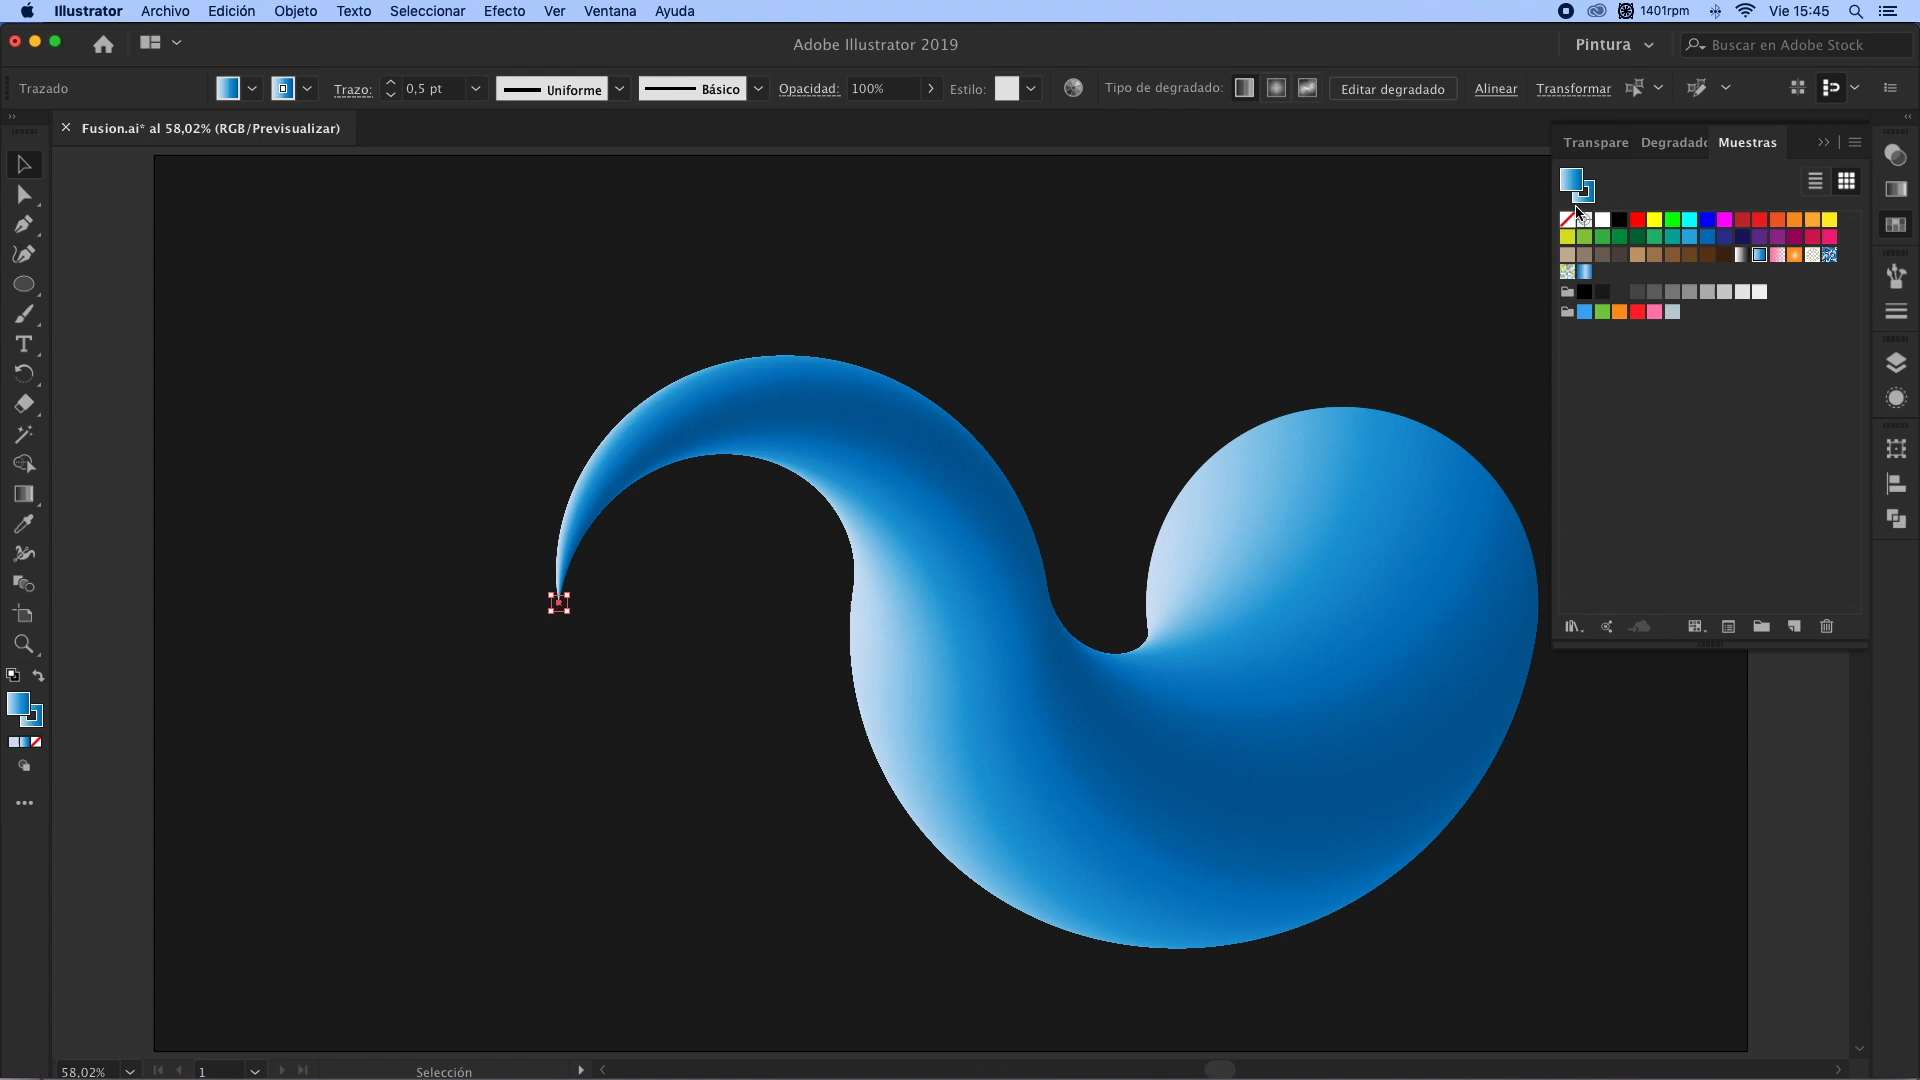 Illustrator Archivo Edición Objeto Texto Seleccionar Efecto Ver Ventana Ayuda 1401rpm Vie 15:45
Adobe Illustrator 2019 Pintura Buscar en Adobe Stock
Trazado Trazo: 0,5 pt Uniforme Básico Opacidad: 100% Estilo: Tipo de degradado: Editar degradado Alinear Transformar
Fusion.ai* al 58,02% (RGB/Previsualizar)
Transpare Degradado Muestras
58,02% 1 Selección